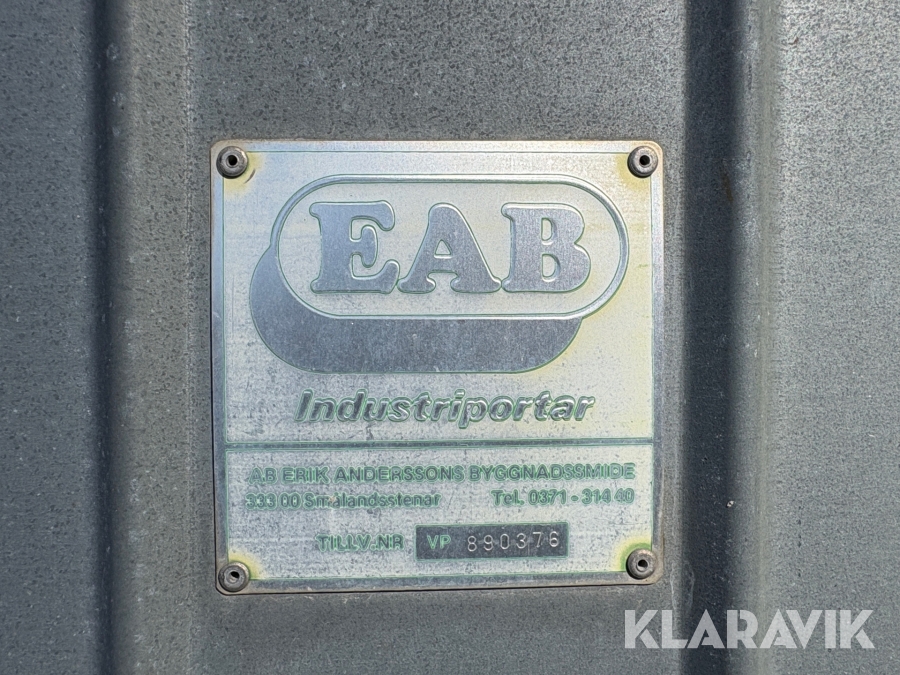 EAB
Industriportar
AB ERIK ANDERSSONS BYGGNADSSMIDE
333 00 Smålandsstenar Tel. 0371 - 314 40
TILLV.NR VP 890376
KLARAVIK